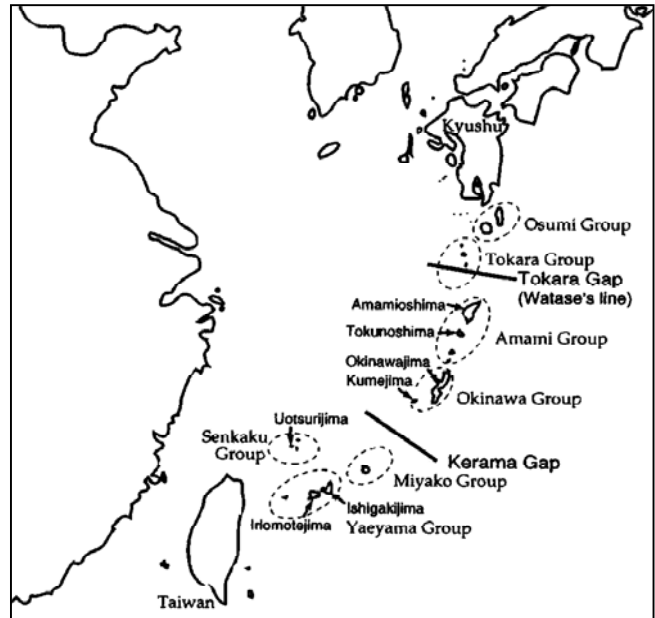 Kyushu
Osumi Group
Tokara Group
Tokara Gap
(Watase's line)
Amamioshima
Tokunoshima
Amami Group
Okinawajima
Kumejima
Okinawa Group
Uotsurijima
Senkaku
Group
Kerama Gap
Miyako Group
Ishigakijima
Iriomotejima
Yaeyama Group
Taiwan